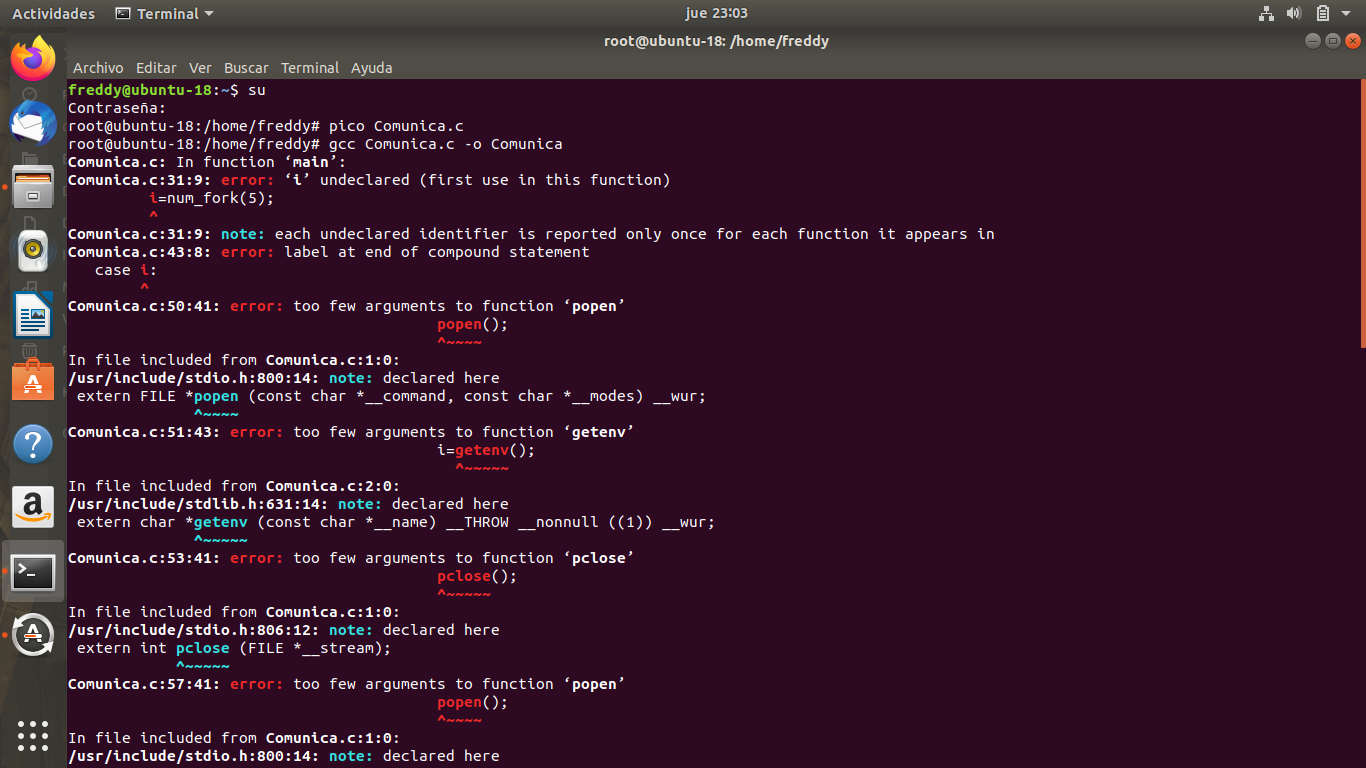 Actividades Terminal jue 23:03
root@ubuntu-18: /home/freddy
Archivo Editar Ver Buscar Terminal Ayuda
freddy@ubuntu-18:~$ su
Contraseña:
root@ubuntu-18:/home/freddy# pico Comunica.c
root@ubuntu-18:/home/freddy# gcc Comunica.c -o Comunica
Comunica.c: In function ‘main’:
Comunica.c:31:9: error: ‘i’ undeclared (first use in this function)
i=num_fork(5);
^
Comunica.c:31:9: note: each undeclared identifier is reported only once for each function it appears in
Comunica.c:43:8: error: label at end of compound statement
case i:
^
Comunica.c:50:41: error: too few arguments to function ‘popen’
popen();
^~~~~
In file included from Comunica.c:1:0:
/usr/include/stdio.h:800:14: note: declared here
extern FILE *popen (const char *__command, const char *__modes) __wur;
^~~~~
Comunica.c:51:43: error: too few arguments to function ‘getenv’
i=getenv();
^~~~~~
In file included from Comunica.c:2:0:
/usr/include/stdlib.h:631:14: note: declared here
extern char *getenv (const char *__name) __THROW __nonnull ((1)) __wur;
^~~~~~
Comunica.c:53:41: error: too few arguments to function ‘pclose’
pclose();
^~~~~~
In file included from Comunica.c:1:0:
/usr/include/stdio.h:806:12: note: declared here
extern int pclose (FILE *__stream);
^~~~~~
Comunica.c:57:41: error: too few arguments to function ‘popen’
popen();
^~~~~
In file included from Comunica.c:1:0:
/usr/include/stdio.h:800:14: note: declared here